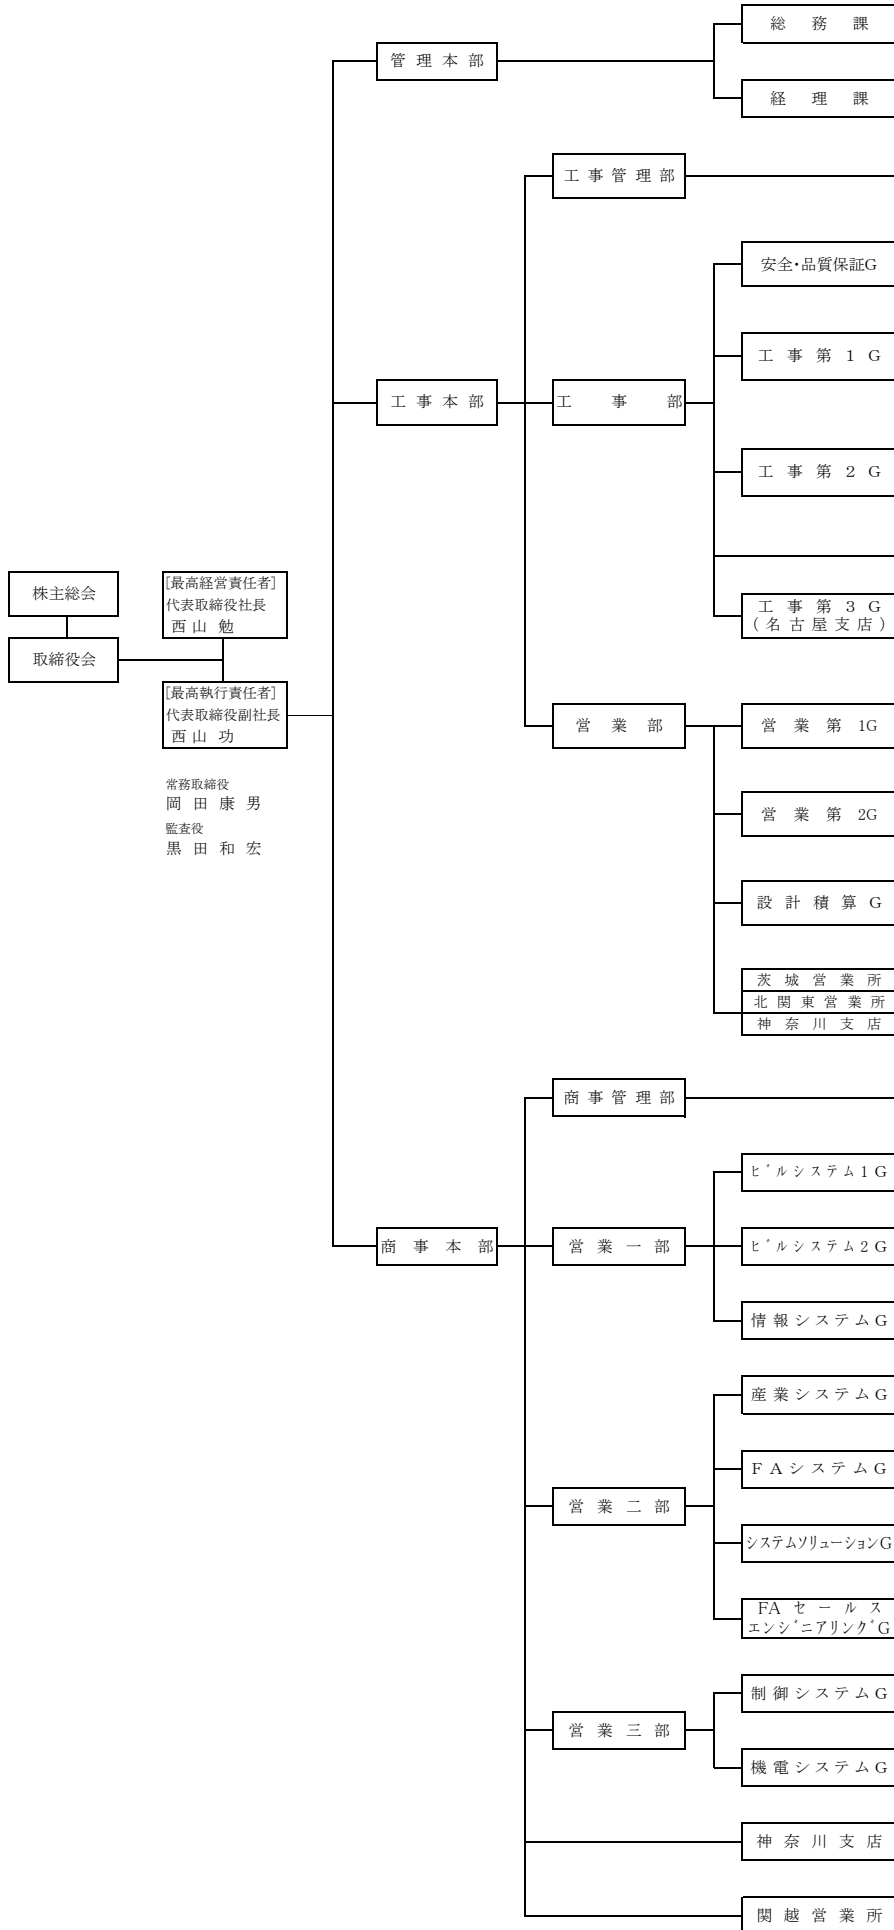 総務課
管理本部
経理課
工事管理部
安全・品質保証G
工事第1G
工事本部
工事部
工事第2G
株主総会
[最高経営責任者]
代表取締役社長
西山 勉
工事第3G
(名古屋支店)
取締役会
[最高執行責任者]
代表取締役副社長
西山 功
営業部
営業第1G
常務取締役
岡田康男
監査役
黒田和宏
営業第2G
設計積算G
茨城営業所
北関東営業所
神奈川支店
商事管理部
ビルシステム1G
商事本部
営業一部
ビルシステム2G
情報システムG
産業システムG
FAシステムG
営業二部
システムソリューションG
FAセールス
エンジニアリングG
制御システムG
営業三部
機電システムG
神奈川支店
関越営業所